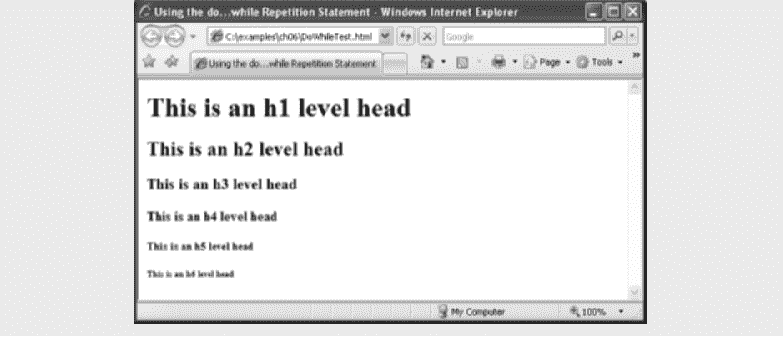 Using the do...while Repetition Statement - Windows Internet Explorer
C:\examples\ch06\DoWhileTest.html
Google
Using the do...while Repetition Statement
Page
Tools
This is an h1 level head
This is an h2 level head
This is an h3 level head
This is an h4 level head
This is an h5 level head
This is an h6 level head
My Computer
100%